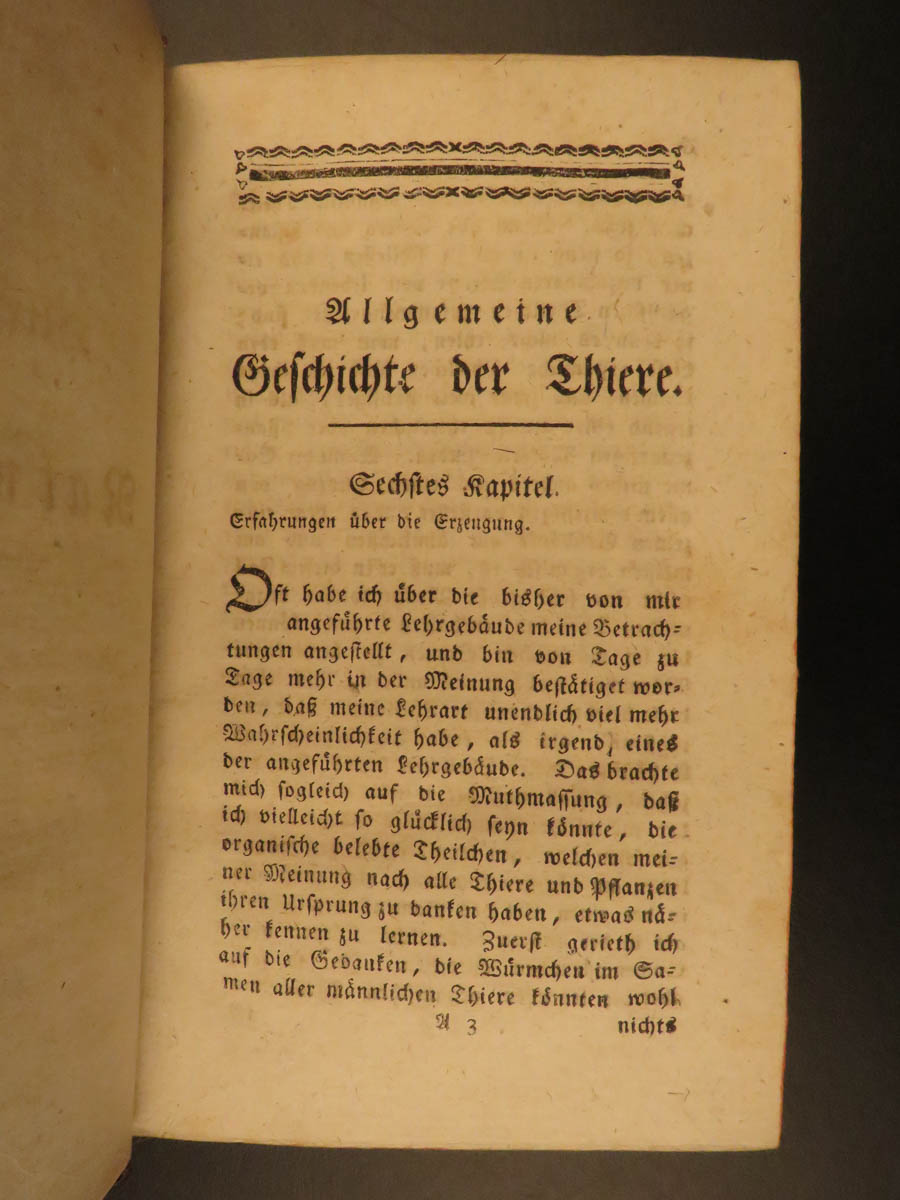 Allgemeine
Geschichte der Thiere.
Sechstes Kapitel.
Erfahrungen über die Erzeugung.
Oft habe ich über die bisher von mir
angeführte Lehrgebäude meine Betrach-
tungen angestellt, und bin von Tage zu
Tage mehr in der Meinung bestätiget wor-
den, daß meine Lehrart unendlich viel mehr
Wahrscheinlichkeit habe, als irgend, eines
der angeführten Lehrgebäude. Das brachte
mich sogleich auf die Muthmassung, daß
ich vielleicht so glücklich seyn könnte, die
organische belebte Theilchen, welchen mei-
ner Meinung nach alle Thiere und Pflanzen
ihren Ursprung zu danken haben, etwas nä-
her kennen zu lernen. Zuerst gerieth ich
auf die Gedanken, die Würmchen im Sa-
men aller männlichen Thiere könnten wohl
A 3 nichts